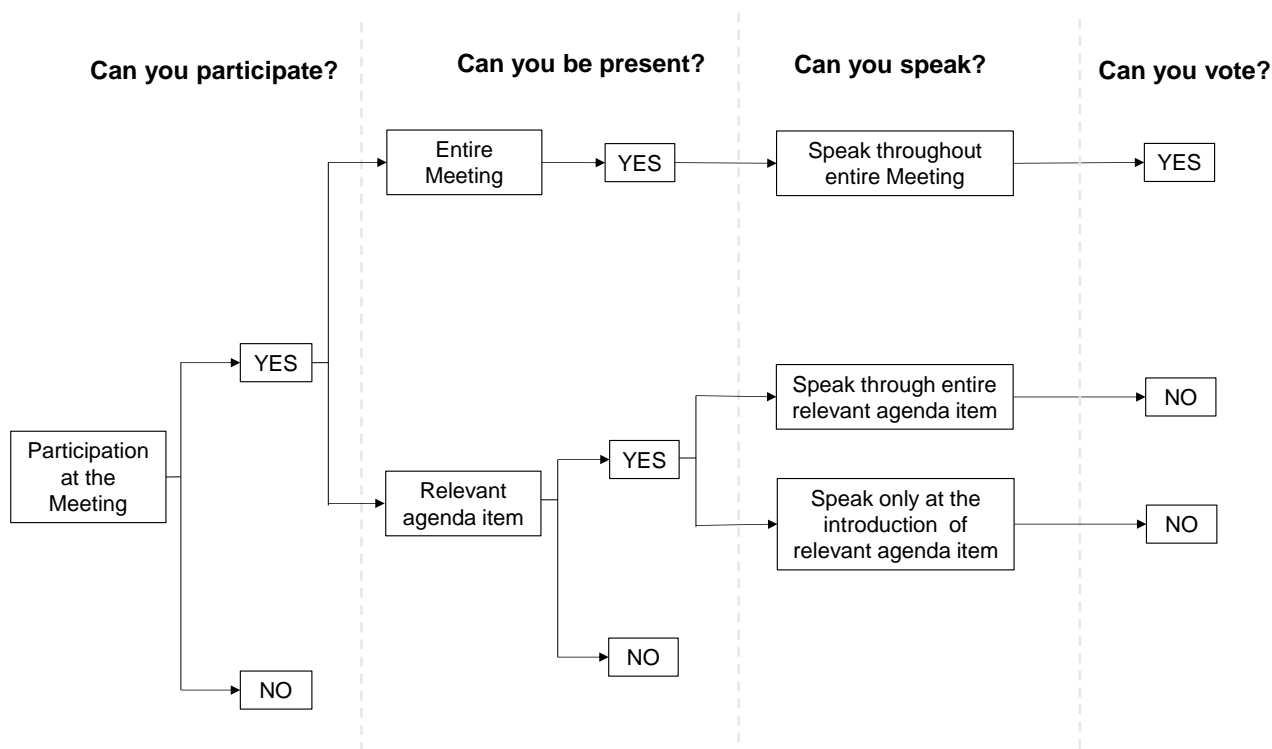 Can you participate?
Can you be present?
Can you speak?
Can you vote?
Entire
Meeting
YES
Speak throughout
entire Meeting
YES
YES
Speak through entire
relevant agenda item
NO
Participation
at the
Meeting
Relevant
agenda item
YES
Speak only at the
introduction of
relevant agenda item
NO
NO
NO